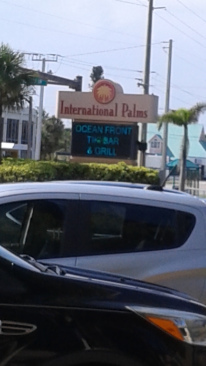 International Palms
OCEAN FRONT
TIKI BAR
& GRILL